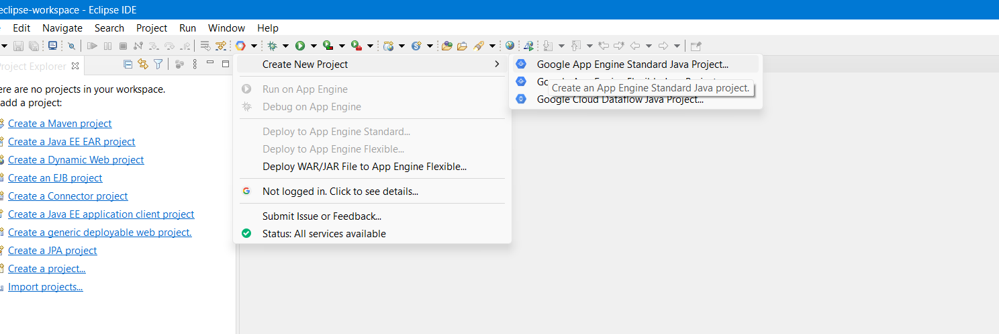 eclipse-workspace - Eclipse IDE
Edit Navigate Search Project Run Window Help
Project Explorer
ere are no projects in your workspace.
add a project:
Create a Maven project
Create a Java EE EAR project
Create a Dynamic Web project
Create an EJB project
Create a Connector project
Create a Java EE application client project
Create a generic deployable web project.
Create a JPA project
Create a project...
Import projects...
Create New Project
Run on App Engine
Debug on App Engine
Deploy to App Engine Standard...
Deploy to App Engine Flexible...
Deploy WAR/JAR File to App Engine Flexible...
Not logged in. Click to see details...
Submit Issue or Feedback...
Status: All services available
Google App Engine Standard Java Project...
Create an App Engine Standard Java project.
Google Cloud Dataflow Java Project...